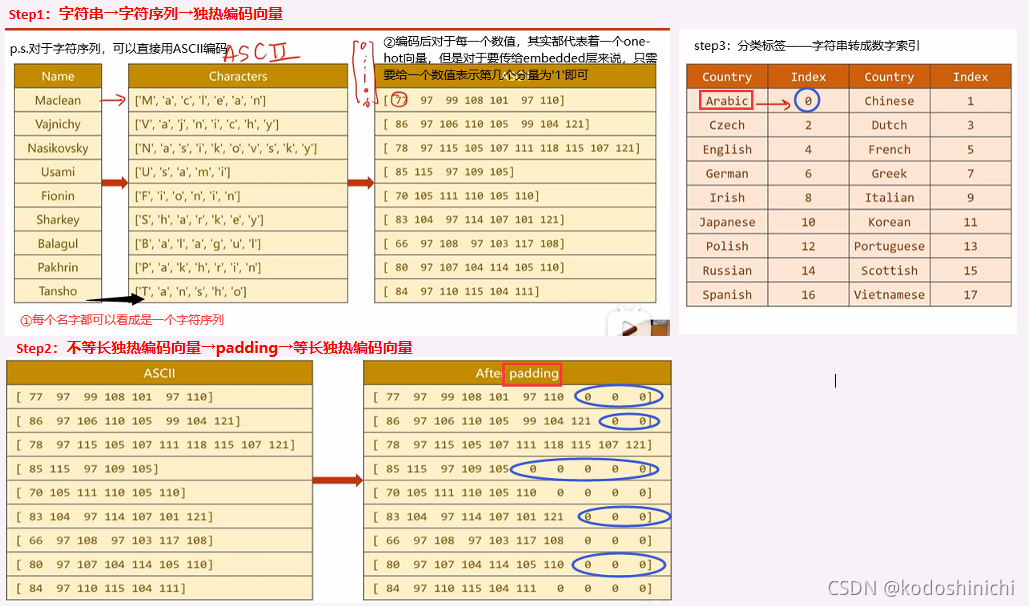 Step1：字符串→字符序列→独热编码向量
p.s.对于字符序列，可以直接用ASCII编码
ASCII
②编码后对于每一个数值，其实都代表着一个one-
hot向量，但是对于要传给embedded层来说，只需
要给一个数值表示第几个分量为'1'即可
Name Characters
Maclean ['M', 'a', 'c', 'l', 'e', 'a', 'n'] [ 77 97 99 108 101 97 110]
Vajnichy ['V', 'a', 'j', 'n', 'i', 'c', 'h', 'y'] [ 86 97 106 110 105 99 104 121]
Nasikovsky ['N', 'a', 's', 'i', 'k', 'o', 'v', 's', 'k', 'y'] [ 78 97 115 105 107 111 118 115 107 121]
Usami ['U', 's', 'a', 'm', 'i'] [ 85 115 97 109 105]
Fionin ['F', 'i', 'o', 'n', 'i', 'n'] [ 70 105 111 110 105 110]
Sharkey ['S', 'h', 'a', 'r', 'k', 'e', 'y'] [ 83 104 97 114 107 101 121]
Balagul ['B', 'a', 'l', 'a', 'g', 'u', 'l'] [ 66 97 108 97 103 117 108]
Pakhrin ['P', 'a', 'k', 'h', 'r', 'i', 'n'] [ 80 97 107 104 114 105 110]
Tansho ['T', 'a', 'n', 's', 'h', 'o'] [ 84 97 110 115 104 111]
①每个名字都可以看成是一个字符序列
step3：分类标签——字符串转成数字索引
Country Index Country Index
Arabic 0 Chinese 1
Czech 2 Dutch 3
English 4 French 5
German 6 Greek 7
Irish 8 Italian 9
Japanese 10 Korean 11
Polish 12 Portuguese 13
Russian 14 Scottish 15
Spanish 16 Vietnamese 17
Step2：不等长独热编码向量→padding→等长独热编码向量
ASCII After padding
[ 77 97 99 108 101 97 110] [ 77 97 99 108 101 97 110 0 0 0]
[ 86 97 106 110 105 99 104 121] [ 86 97 106 110 105 99 104 121 0 0]
[ 78 97 115 105 107 111 118 115 107 121] [ 78 97 115 105 107 111 118 115 107 121]
[ 85 115 97 109 105] [ 85 115 97 109 105 0 0 0 0 0]
[ 70 105 111 110 105 110] [ 70 105 111 110 105 110 0 0 0 0]
[ 83 104 97 114 107 101 121] [ 83 104 97 114 107 101 121 0 0 0]
[ 66 97 108 97 103 117 108] [ 66 97 108 97 103 117 108 0 0 0]
[ 80 97 107 104 114 105 110] [ 80 97 107 104 114 105 110 0 0 0]
[ 84 97 110 115 104 111] [ 84 97 110 115 104 111 0 0 0 0]
CSDN @kodoshinichi